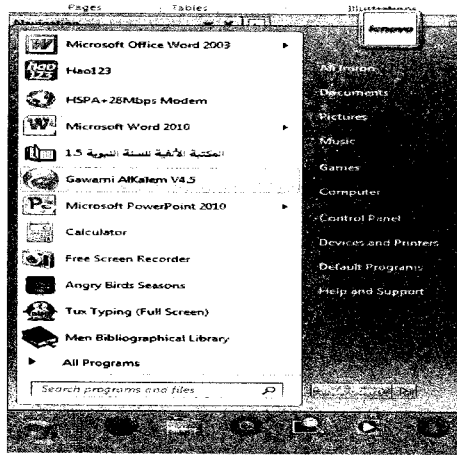 Pages Tables Illustrations
Navigation
lenovo
Microsoft Office Word 2003
Hao123
HSPA+28Mbps Modem
Microsoft Word 2010
المكتبة الألفية للسنة النبوية 1.5
Gawami AlKalem V4.5
Microsoft PowerPoint 2010
Calculator
Free Screen Recorder
Angry Birds Seasons
Tux Typing (Full Screen)
Men Bibliographical Library
All Programs
Search programs and files
Documents
Pictures
Music
Games
Computer
Control Panel
Devices and Printers
Default Programs
Help and Support